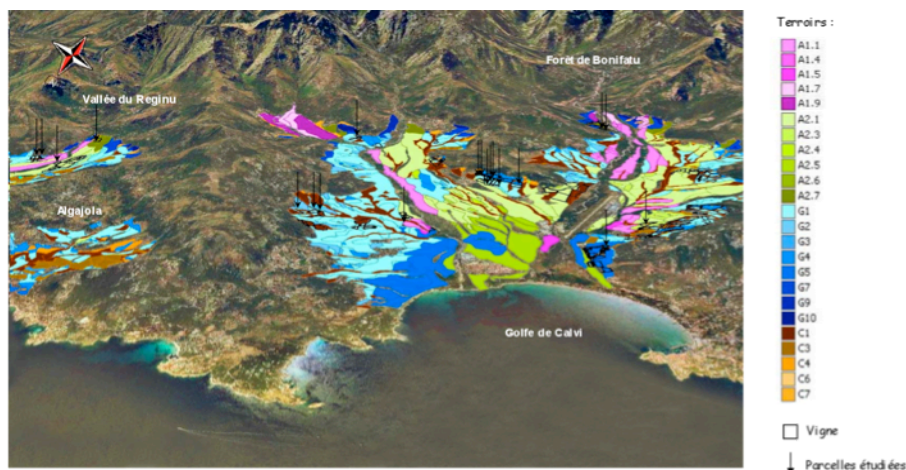 Forêt de Bonifatu
Vallée du Reginu
Algajola
Golfe de Calvi
Terroirs :
A1.1
A1.4
A1.5
A1.7
A1.9
A2.1
A2.3
A2.4
A2.5
A2.6
A2.7
G1
G2
G3
G4
G5
G7
G9
G10
C1
C3
C4
C6
C7
Vigne
Parcelles étudiées